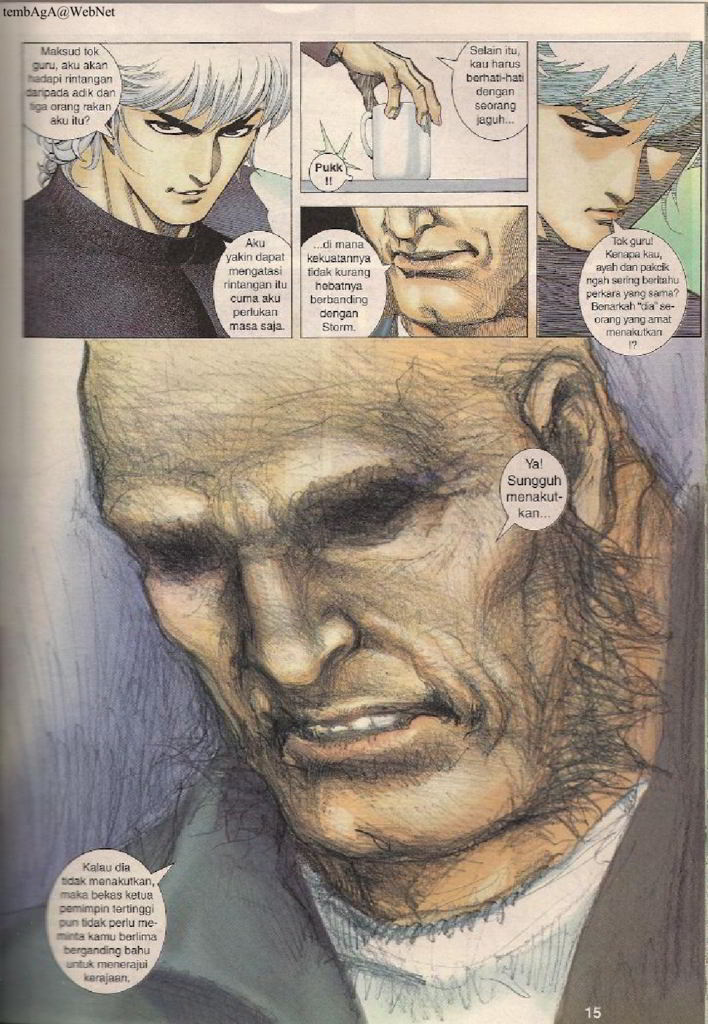 tembAgA@WebNet
Maksud tok
guru, aku akan
hadapi rintangan
daripada adik dan
tiga orang rakan
aku itu?
Aku
yakin dapat
mengatasi
rintangan itu
cuma aku
perlukan
masa saja.
Selain itu,
kau harus
berhati-hati
dengan
seorang
jaguh...
Pukk
!!
...di mana
kekuatannya
tidak kurang
hebatnya
berbanding
dengan
Storm.
Tok guru!
Kenapa kau,
ayah dan pakcik
ngah sering beritahu
perkara yang sama?
Benarkah "dia" se-
orang yang amat
menakutkan
!?
Ya!
Sungguh
menakut-
kan...
Kalau dia
tidak menakutkan,
maka bekas ketua
pemimpin tertinggi
pun tidak perlu me-
minta kamu berlima
berganding bahu
untuk menerajui
kerajaan.
15